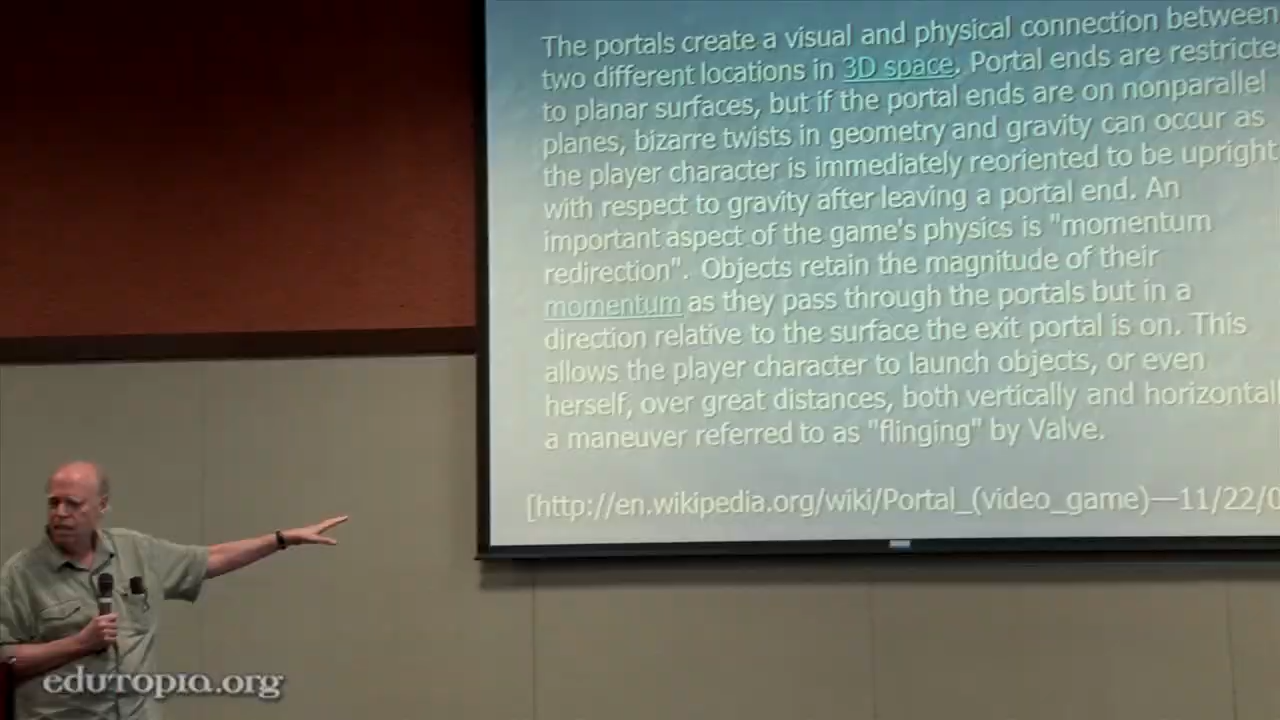 The portals create a visual and physical connection between
two different locations in 3D space. Portal ends are restricte
to planar surfaces, but if the portal ends are on nonparallel
planes, bizarre twists in geometry and gravity can occur as
the player character is immediately reoriented to be upright
with respect to gravity after leaving a portal end. An
important aspect of the game's physics is "momentum
redirection". Objects retain the magnitude of their
momentum as they pass through the portals but in a
direction relative to the surface the exit portal is on. This
allows the player character to launch objects, or even
herself, over great distances, both vertically and horizontall
a maneuver referred to as "flinging" by Valve.
[http://en.wikipedia.org/wiki/Portal_(video_game)—11/22/0
edutopia.org